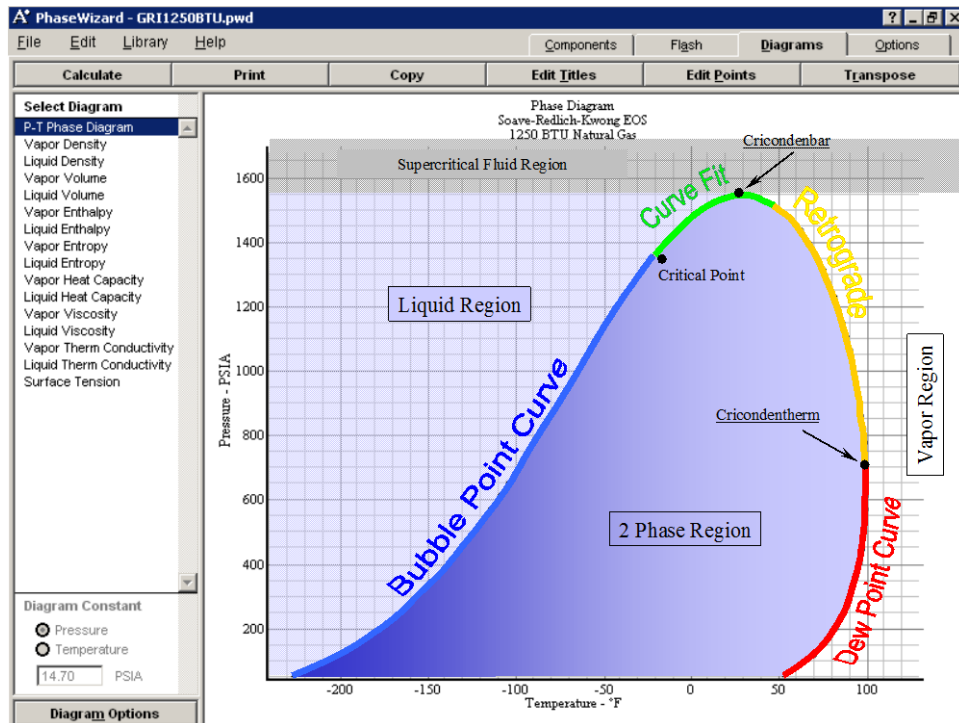 PhaseWizard - GRI1250BTU.pwd
File Edit Library Help
Components Flash Diagrams Options
Calculate Print Copy Edit Titles Edit Points Transpose
Select Diagram
P-T Phase Diagram
Vapor Density
Liquid Density
Vapor Volume
Liquid Volume
Vapor Enthalpy
Liquid Enthalpy
Vapor Entropy
Liquid Entropy
Vapor Heat Capacity
Liquid Heat Capacity
Vapor Viscosity
Liquid Viscosity
Vapor Therm Conductivity
Liquid Therm Conductivity
Surface Tension
Diagram Constant
Pressure
Temperature
14.70 PSIA
Diagram Options
Phase Diagram
Soave-Redlich-Kwong EOS
1250 BTU Natural Gas
Cricondenbar
Supercritical Fluid Region
Curve Fit
Retrograde
Critical Point
Liquid Region
Bubble Point Curve
Cricondentherm
Vapor Region
2 Phase Region
Dew Point Curve
Pressure - PSIA
1600
1400
1200
1000
800
600
400
200
-200 -150 -100 -50 0 50 100
Temperature - °F